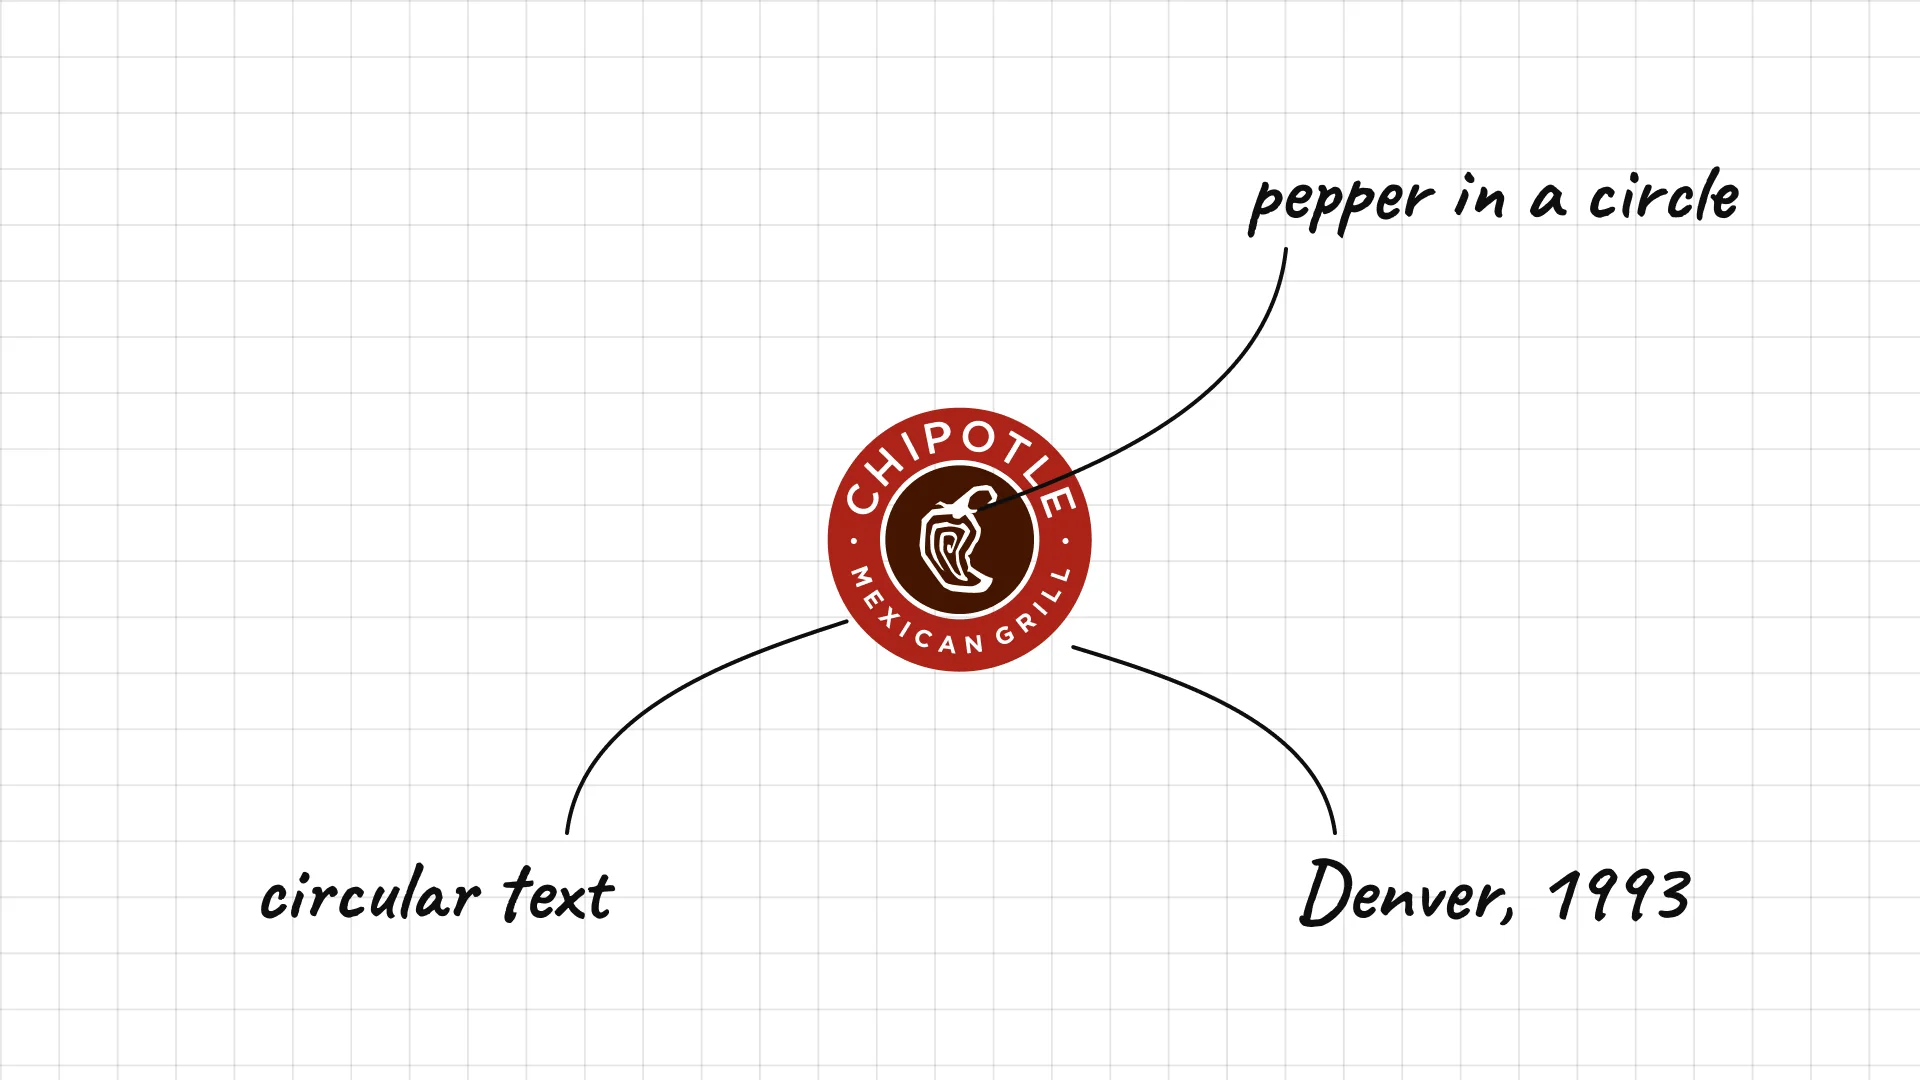 pepper in a circle
CHIPOTLE
• MEXICAN GRILL •
circular text
Denver, 1993